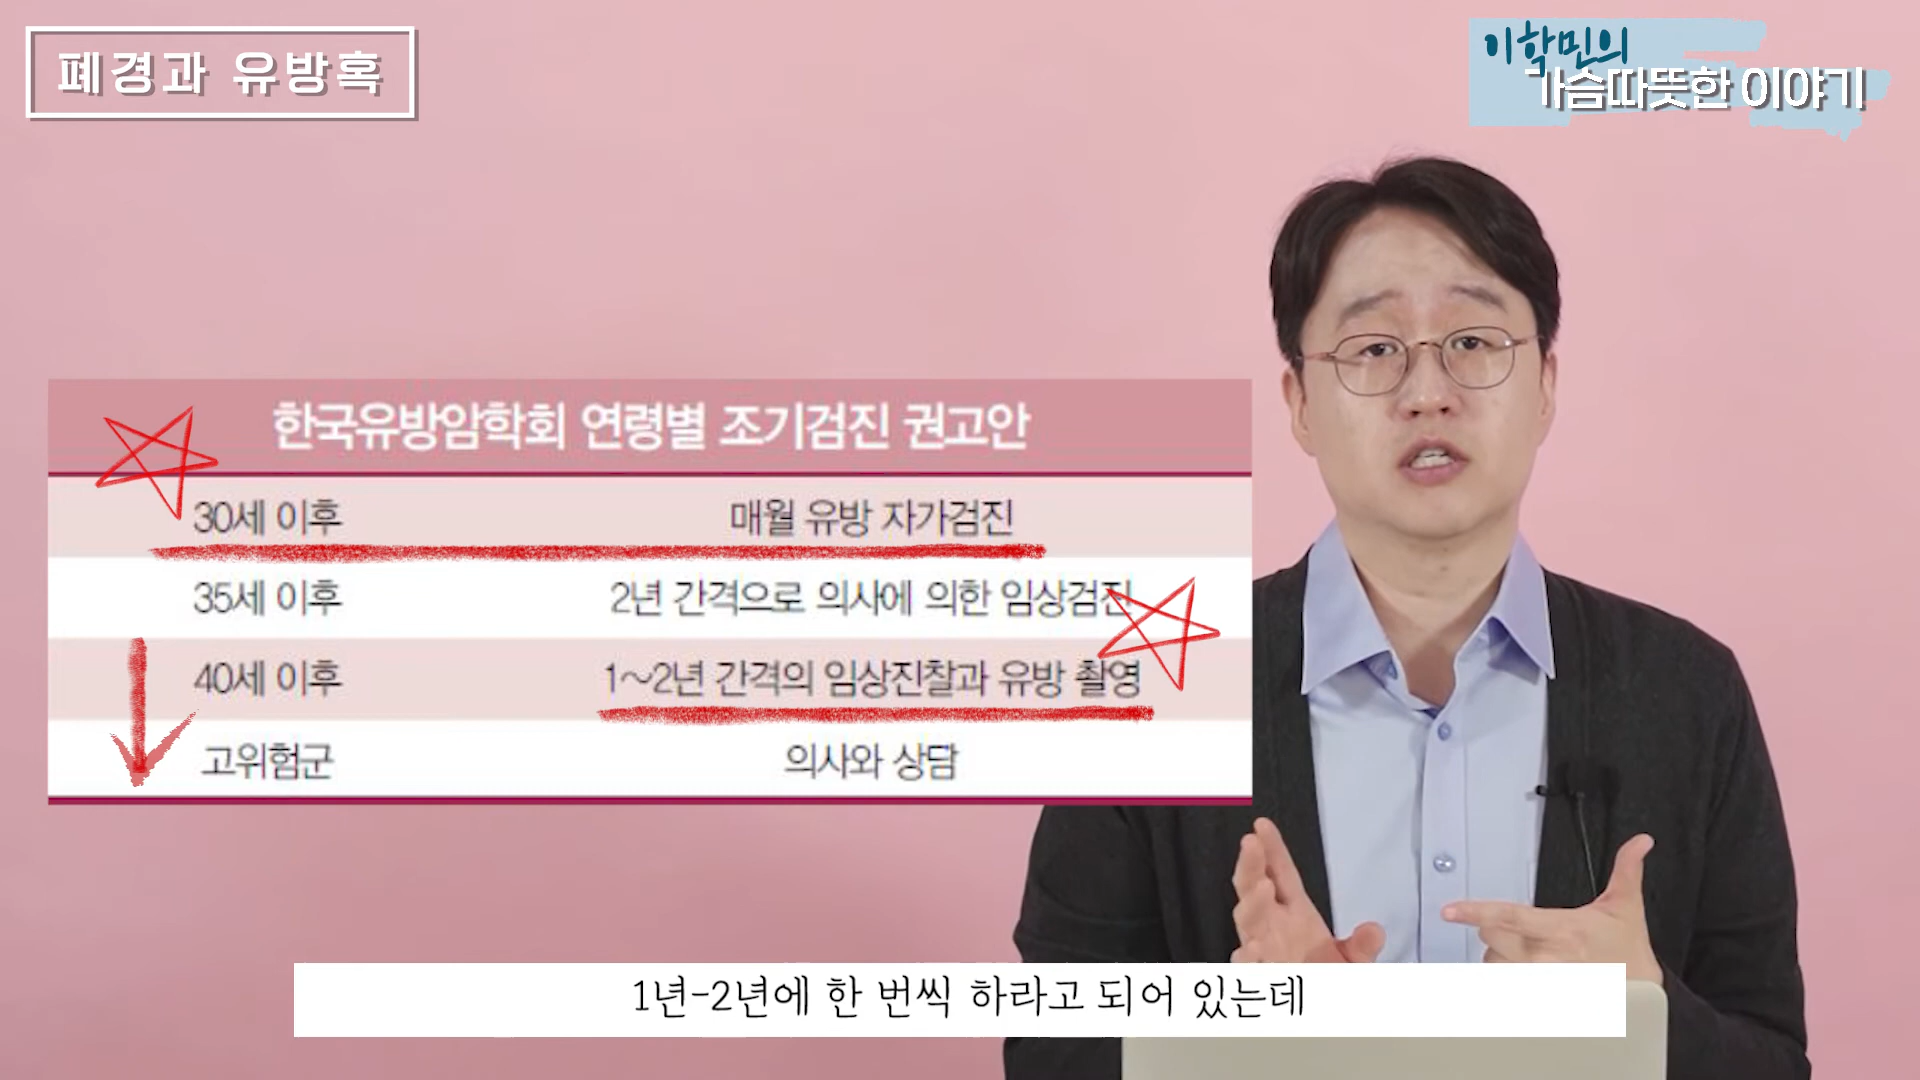 폐경과 유방혹
이학민의
가슴따뜻한 이야기
한국유방암학회 연령별 조기검진 권고안
30세 이후 매월 유방 자가검진
35세 이후 2년 간격으로 의사에 의한 임상검진
40세 이후 1~2년 간격의 임상진찰과 유방 촬영
고위험군 의사와 상담
1년-2년에 한 번씩 하라고 되어 있는데